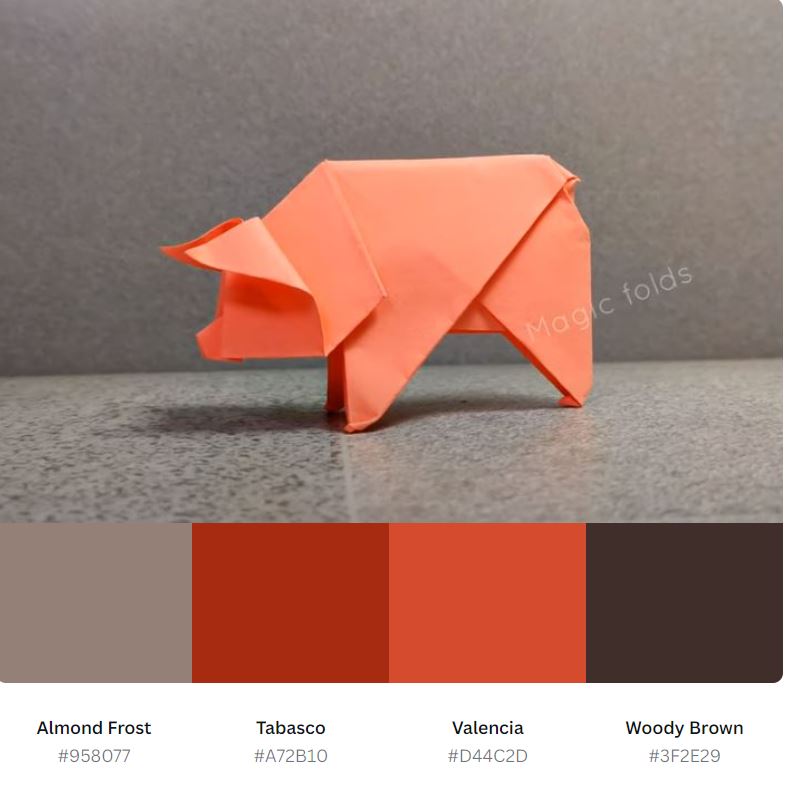 Magic folds
Almond Frost
#958077
Tabasco
#A72B10
Valencia
#D44C2D
Woody Brown
#3F2E29